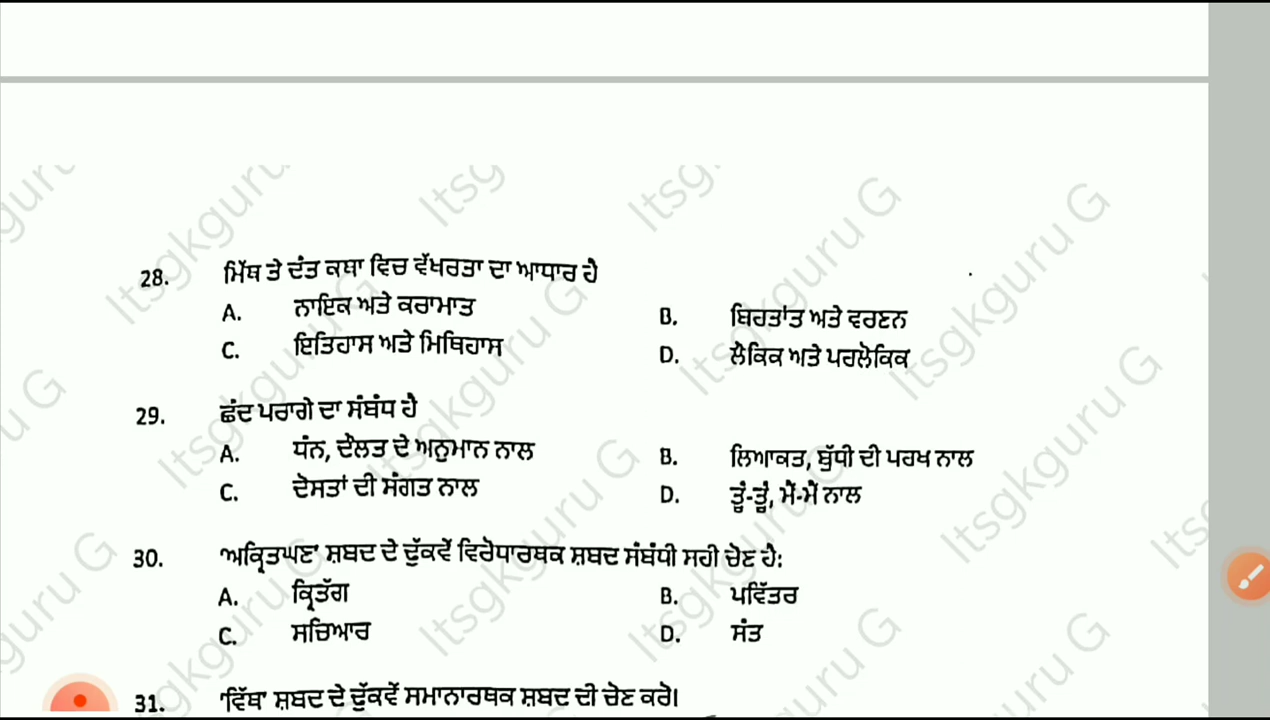 28. ਮਿੱਥ ਤੇ ਦੰਤ ਕਥਾ ਵਿਚ ਵੱਖਰਤਾ ਦਾ ਆਧਾਰ ਹੈ
A. ਨਾਇਕ ਅਤੇ ਕਰਾਮਾਤ B. ਬਿਰਤਾਂਤ ਅਤੇ ਵਰਣਨ
C. ਇਤਿਹਾਸ ਅਤੇ ਮਿਥਿਹਾਸ D. ਲੌਕਿਕ ਅਤੇ ਪਰਲੋਕਿਕ
29. ਛੰਦ ਪਰਾਗੇ ਦਾ ਸੰਬੰਧ ਹੈ
A. ਧੰਨ, ਦੌਲਤ ਦੇ ਅਨੁਮਾਨ ਨਾਲ B. ਲਿਆਕਤ, ਬੁੱਧੀ ਦੀ ਪਰਖ ਨਾਲ
C. ਦੋਸਤਾਂ ਦੀ ਸੰਗਤ ਨਾਲ D. ਤੂੰ-ਤੂੰ, ਮੈਂ-ਮੈਂ ਨਾਲ
30. 'ਅਕ੍ਰਿਤਘਣ' ਸ਼ਬਦ ਦੇ ਢੁੱਕਵੇਂ ਵਿਰੋਧਾਰਥਕ ਸ਼ਬਦ ਸੰਬੰਧੀ ਸਹੀ ਚੋਣ ਹੈ:
A. ਕ੍ਰਿਤੱਗ B. ਪਵਿੱਤਰ
C. ਸਚਿਆਰ D. ਸੰਤ
31. 'ਵਿੱਥ' ਸ਼ਬਦ ਦੇ ਢੁੱਕਵੇਂ ਸਮਾਨਾਰਥਕ ਸ਼ਬਦ ਦੀ ਚੋਣ ਕਰੋ।
Itsgkguru G